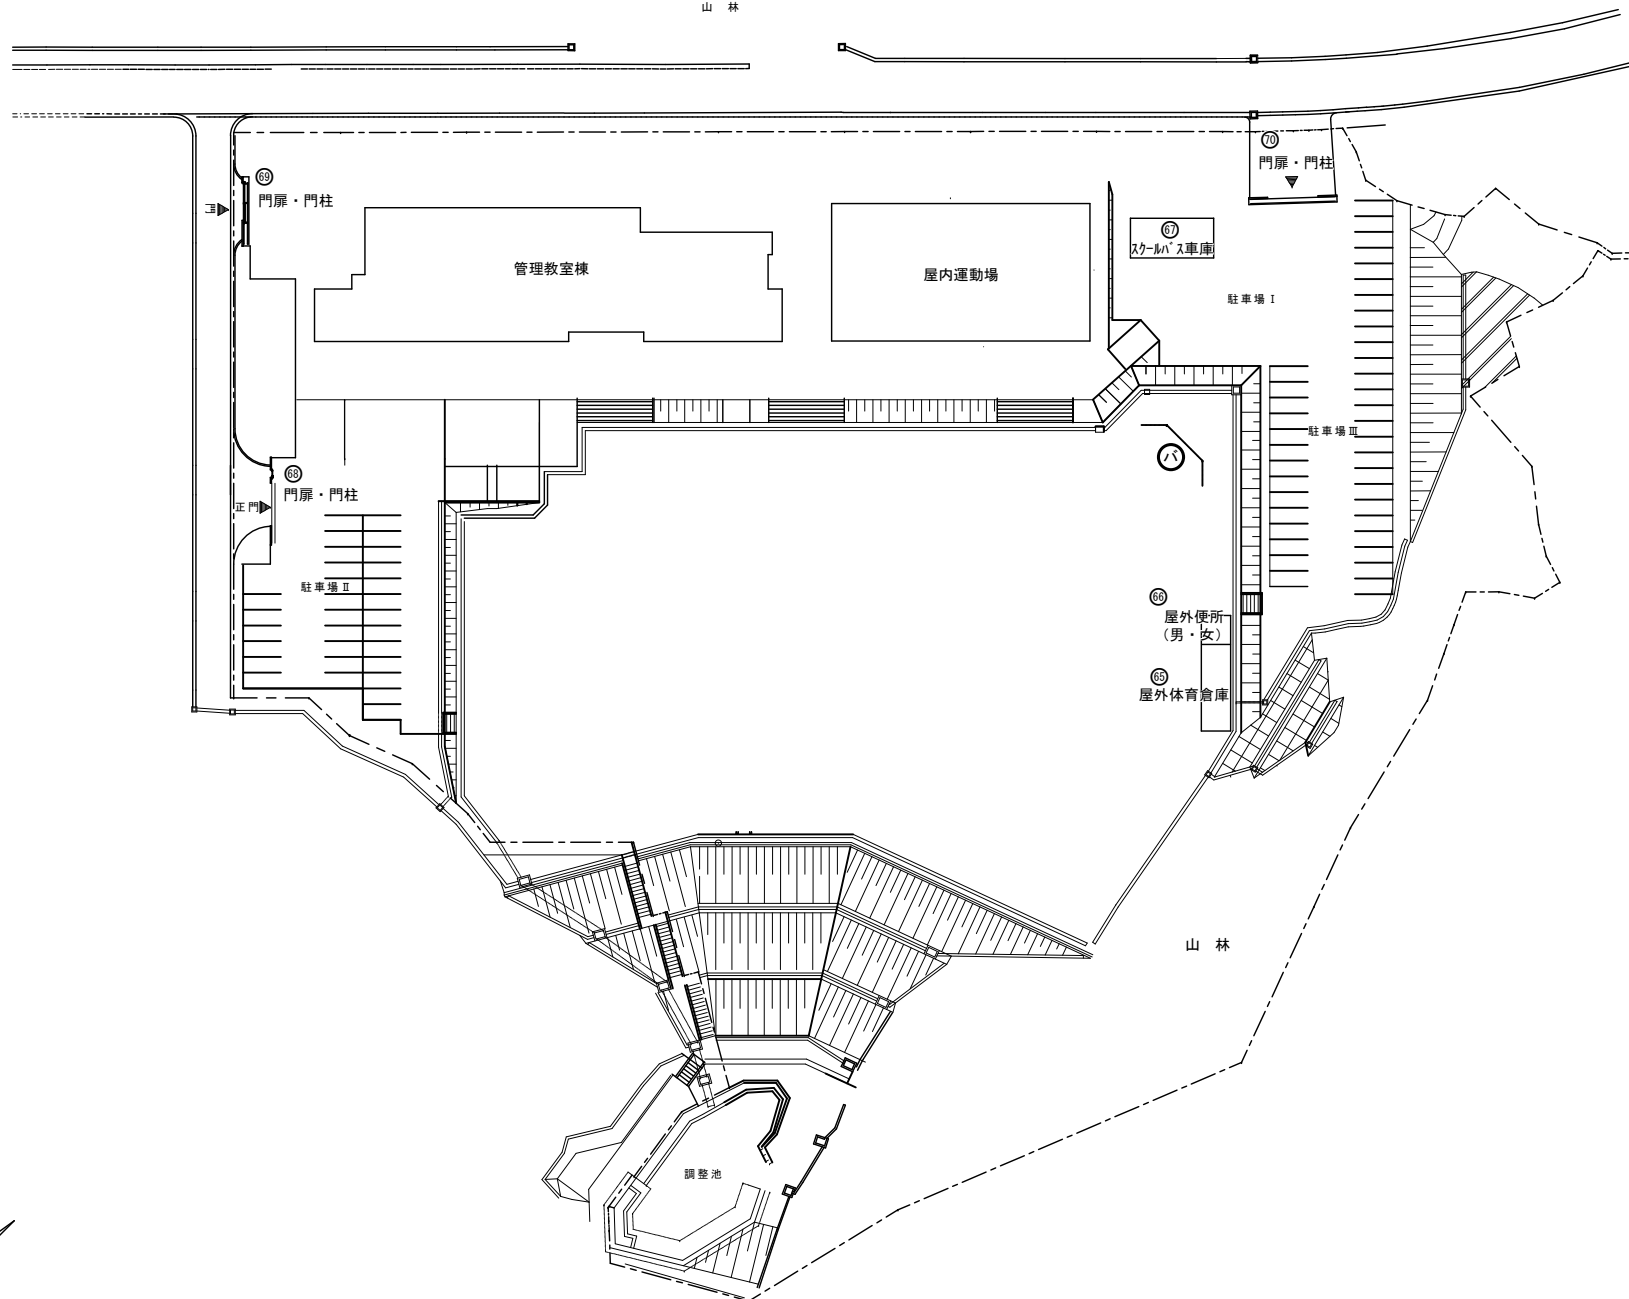 山 林
70
門扉・門柱
69
門扉・門柱
門
67
スクールバス車庫
管理教室棟
屋内運動場
駐車場Ⅰ
駐車場Ⅲ
バ
68
門扉・門柱
正門
駐車場Ⅱ
66
屋外便所
(男・女)
65
屋外体育倉庫
山 林
調整池